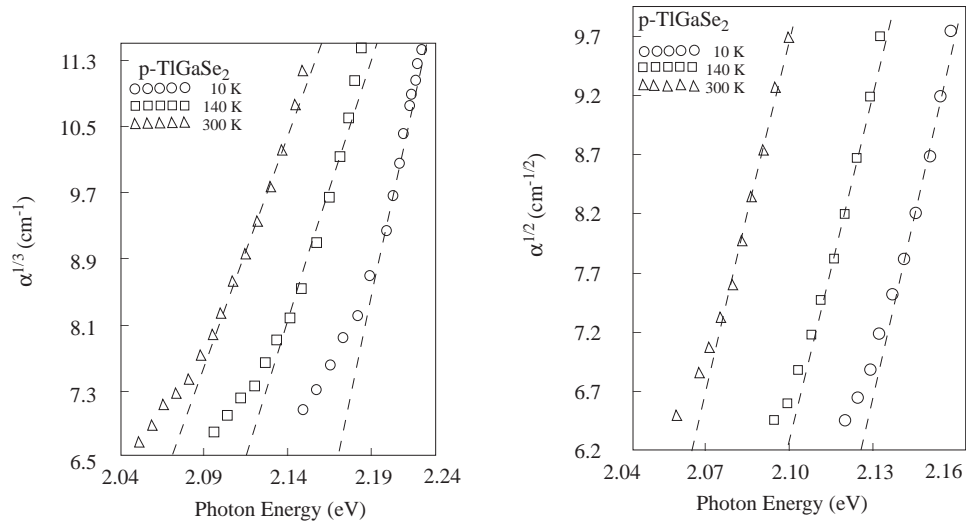 p-TlGaSe2
10 K
140 K
300 K
11.3
10.5
9.7
8.9
8.1
7.3
6.5
α1/3 (cm-1)
2.04
2.09
2.14
2.19
2.24
Photon Energy (eV)
p-TlGaSe2
10 K
140 K
300 K
9.7
9.2
8.7
8.2
7.7
7.2
6.7
6.2
α1/2 (cm-1/2)
2.04
2.07
2.10
2.13
2.16
Photon Energy (eV)